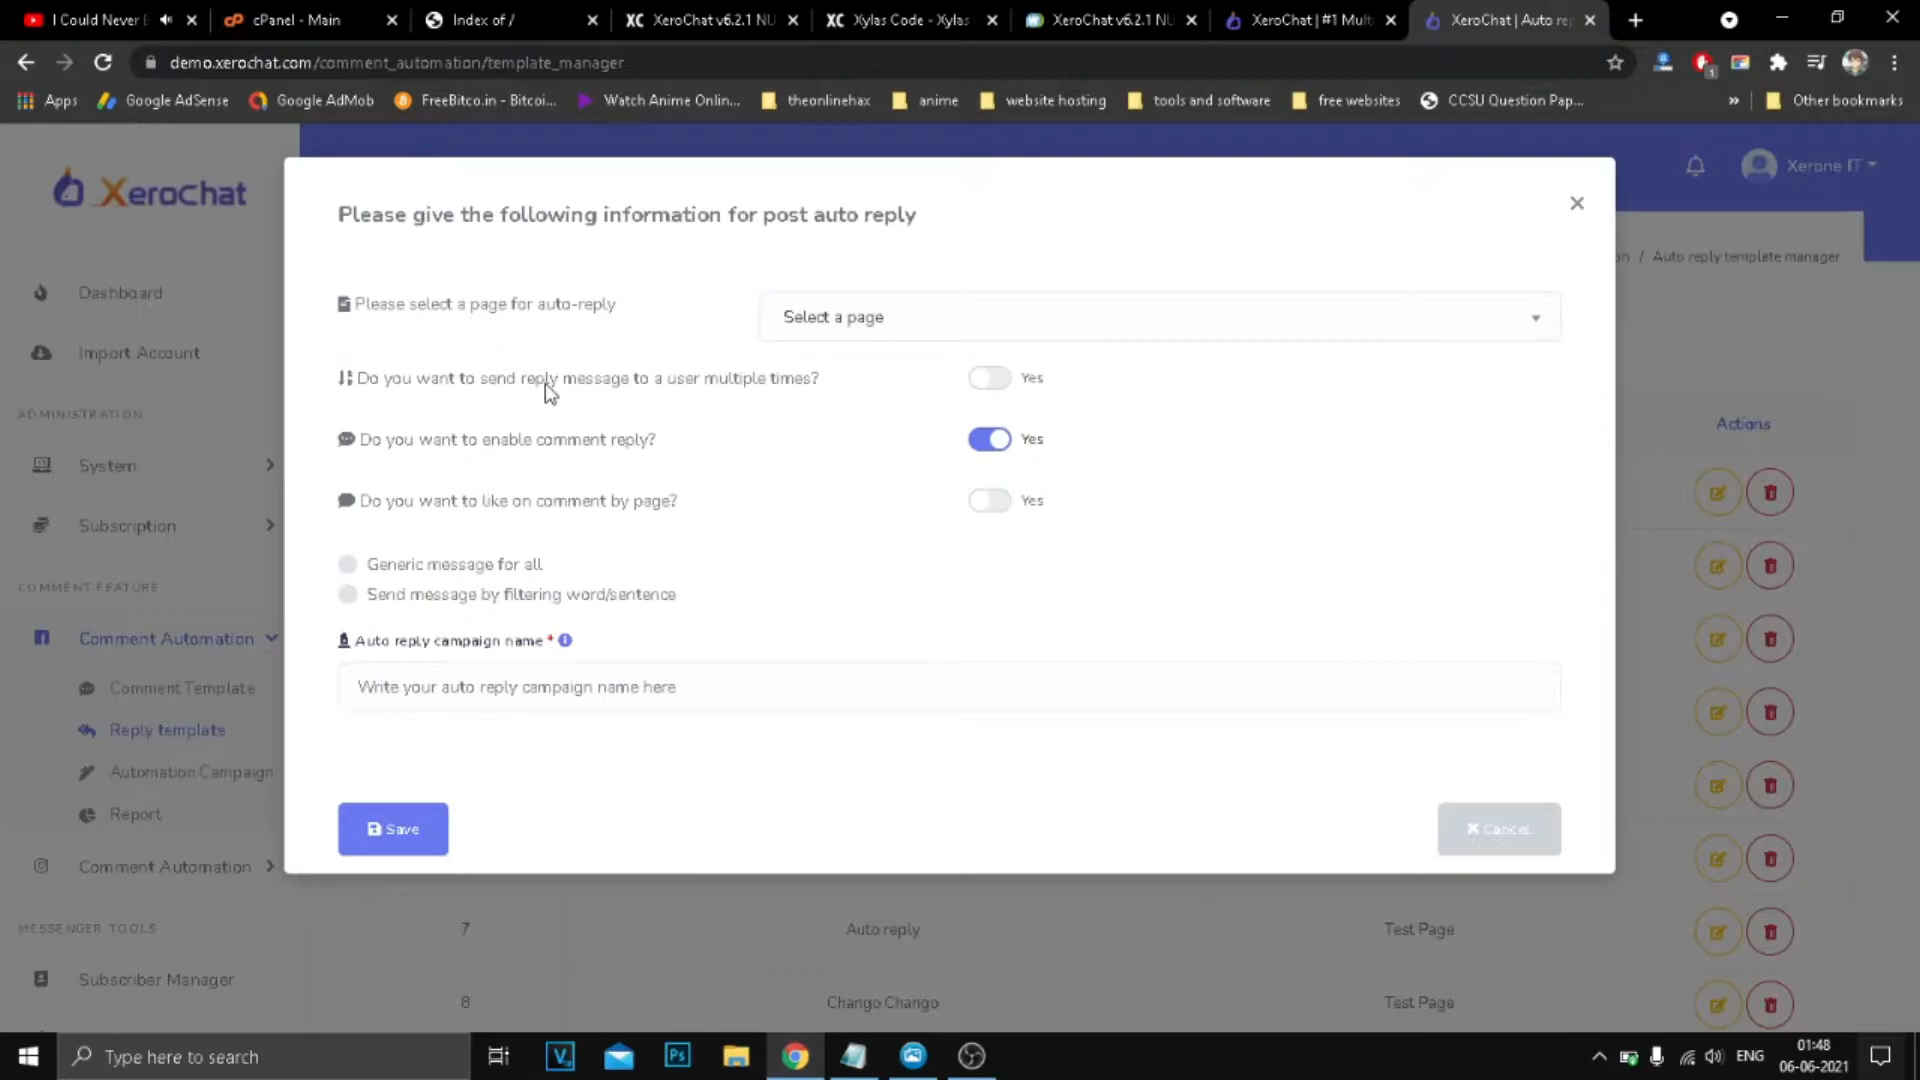 I Could Never
cPanel - Main
Index of /
XeroChat v6.2.1 NU
Xylas Code - Xylas
XeroChat v6.2.1 NU
XeroChat | #1 Mult
XeroChat | Auto rep
demo.xerochat.com/comment_automation/template_manager
Apps
Google AdSense
Google AdMob
FreeBitco.in - Bitcoi...
Watch Anime Onlin...
theonlinehax
anime
website hosting
tools and software
free websites
CCSU Question Pap...
Other bookmarks
XeroChat
Xerone IT
Auto reply template manager
Please give the following information for post auto reply
Please select a page for auto-reply
Select a page
Do you want to send reply message to a user multiple times?
Yes
Do you want to enable comment reply?
Yes
Do you want to like on comment by page?
Yes
Generic message for all
Send message by filtering word/sentence
Auto reply campaign name *
Write your auto reply campaign name here
Save
Cancel
Dashboard
Import Account
ADMINISTRATION
System
Subscription
COMMENT FEATURE
Comment Automation
Comment Template
Reply template
Automation Campaign
Report
Comment Automation
MESSENGER TOOLS
Subscriber Manager
Actions
7 Auto reply Test Page
8 Chango Chango Test Page
Type here to search
ENG
01:48
06-06-2021